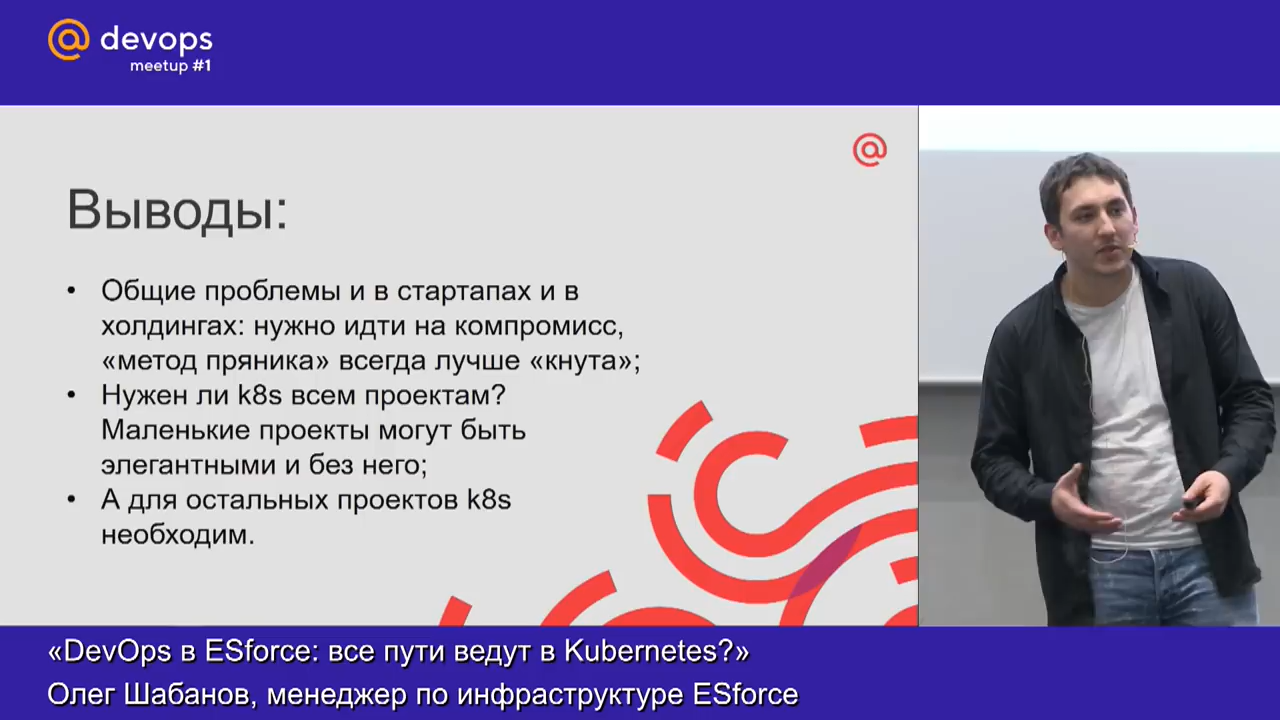 @ devops
meetup #1
@
Выводы:
• Общие проблемы и в стартапах и в
холдингах: нужно идти на компромисс,
«метод пряника» всегда лучше «кнута»;
• Нужен ли k8s всем проектам?
Маленькие проекты могут быть
элегантными и без него;
• А для остальных проектов k8s
необходим.
«DevOps в ESforce: все пути ведут в Kubernetes?»
Олег Шабанов, менеджер по инфраструктуре ESforce